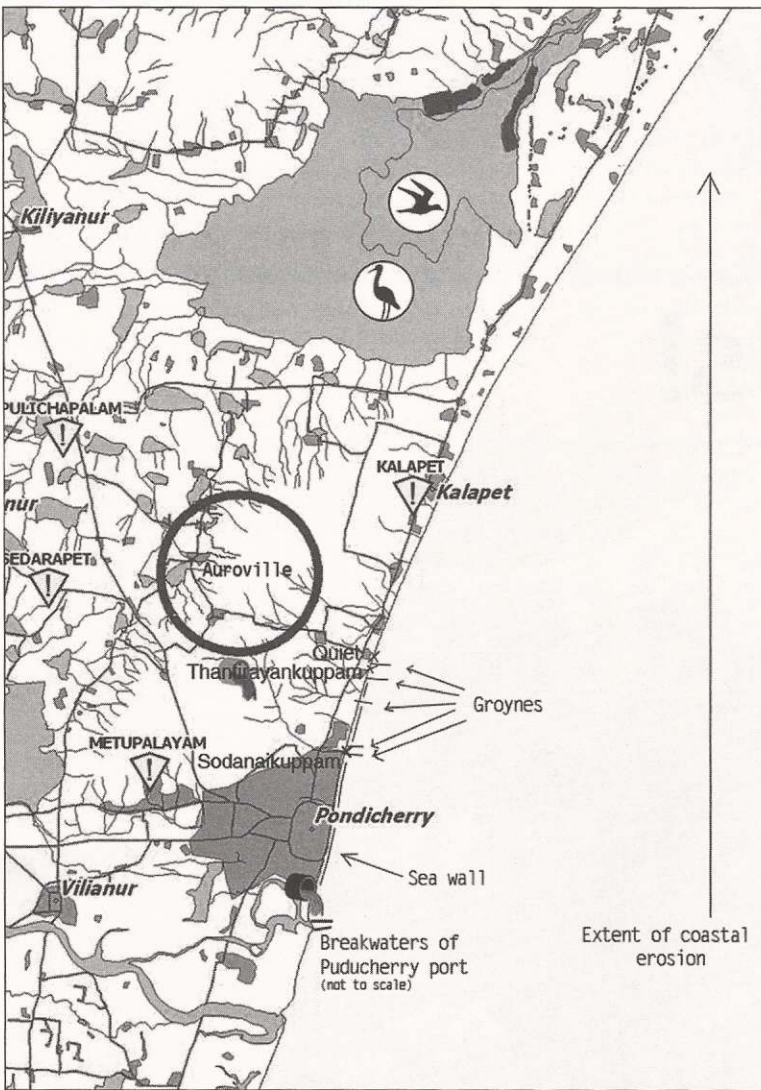 Kiliyanur
PULICHAPALAM
KALAPET
Kalapet
nur
SEDARAPET
Auroville
Quiet
Thantirayankuppam
Groynes
METUPALAYAM
Sodanaikuppam
Pondicherry
Sea wall
Vilianur
Breakwaters of
Puducherry port
(not to scale)
Extent of coastal
erosion